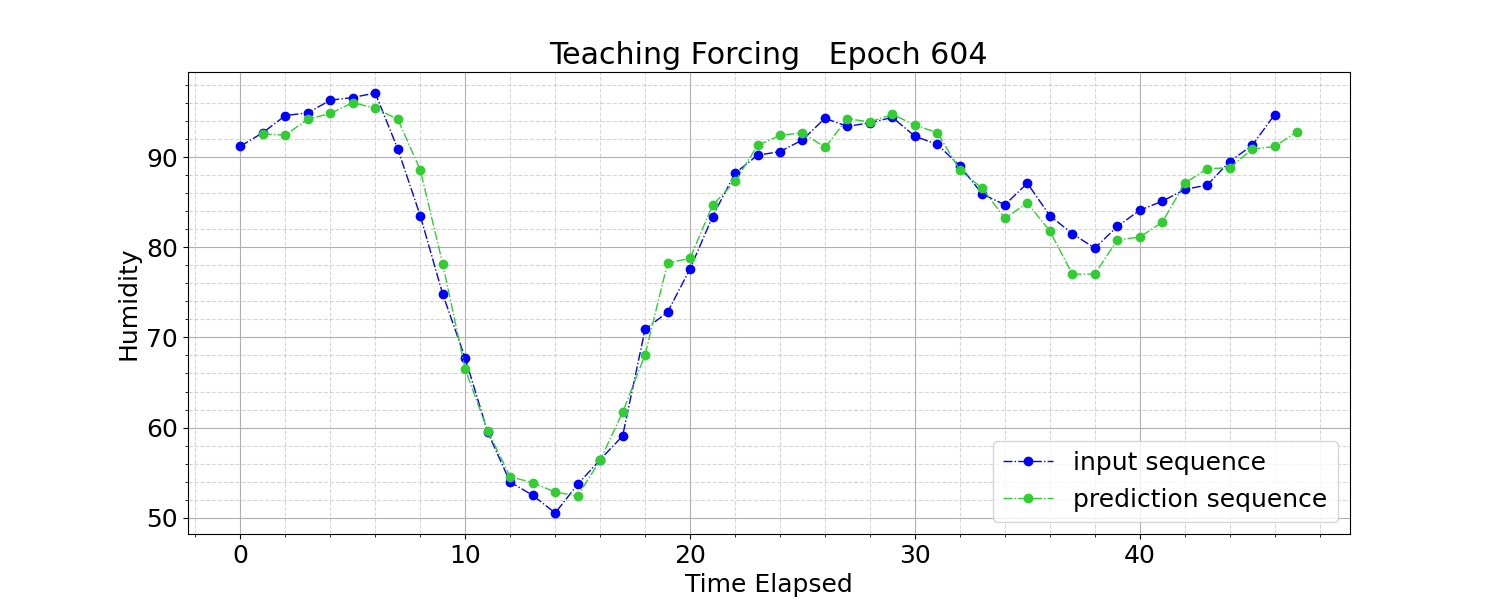 Teaching Forcing   Epoch 604
Humidity
90
80
70
60
50
0 10 20 30 40
Time Elapsed
input sequence
prediction sequence